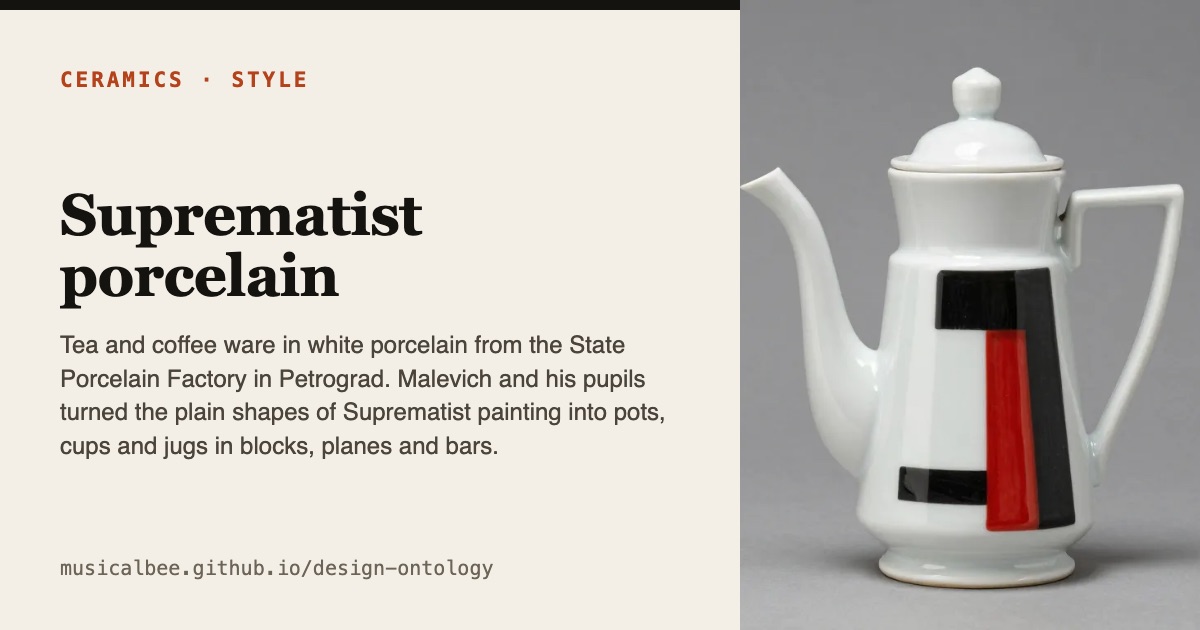 CERAMICS · STYLE
Suprematist
porcelain
Tea and coffee ware in white porcelain from the State
Porcelain Factory in Petrograd. Malevich and his pupils
turned the plain shapes of Suprematist painting into pots,
cups and jugs in blocks, planes and bars.
musicalbee.github.io/design-ontology